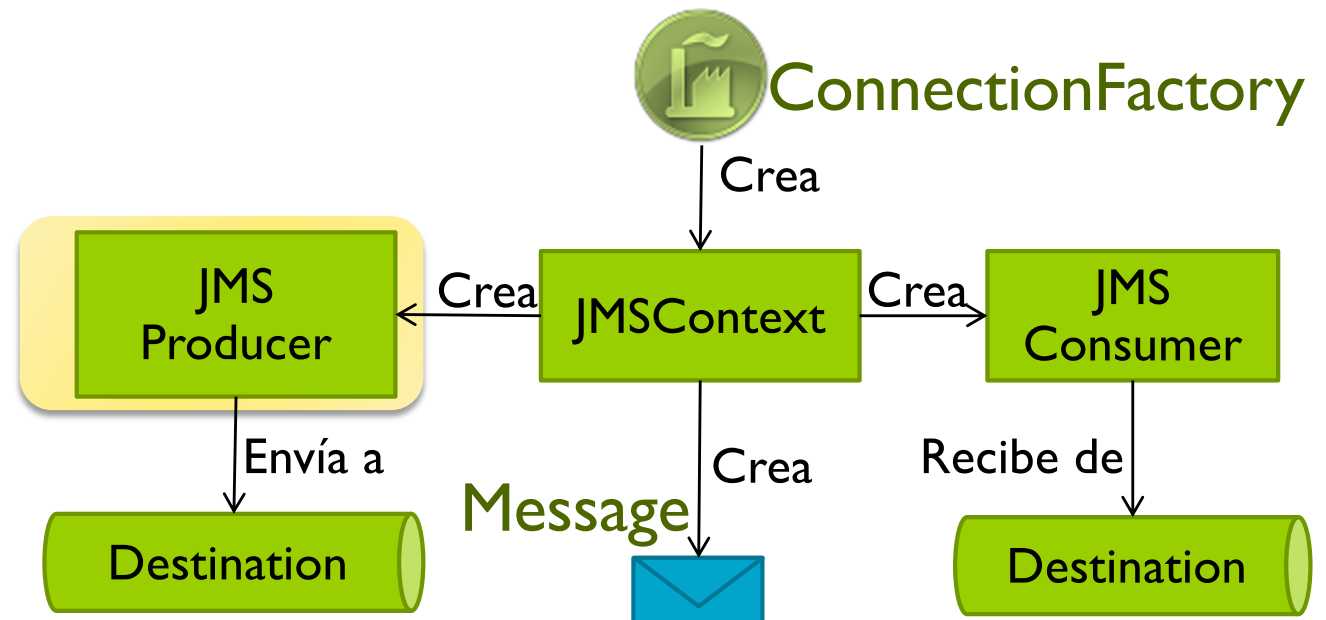 ConnectionFactory
Crea
JMS
Producer
Crea
JMSContext
Crea
JMS
Consumer
Envía a
Crea
Recibe de
Message
Destination
Destination